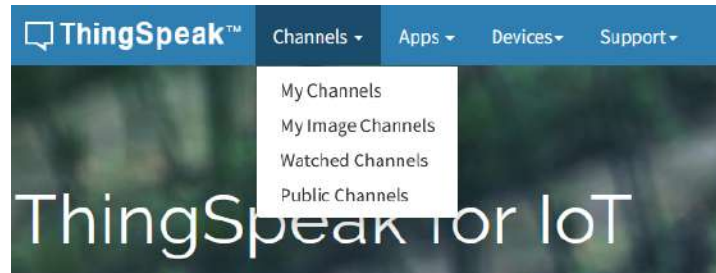 ThingSpeak™ Channels Apps Devices Support
My Channels
My Image Channels
Watched Channels
Public Channels
ThingSpeak for IoT